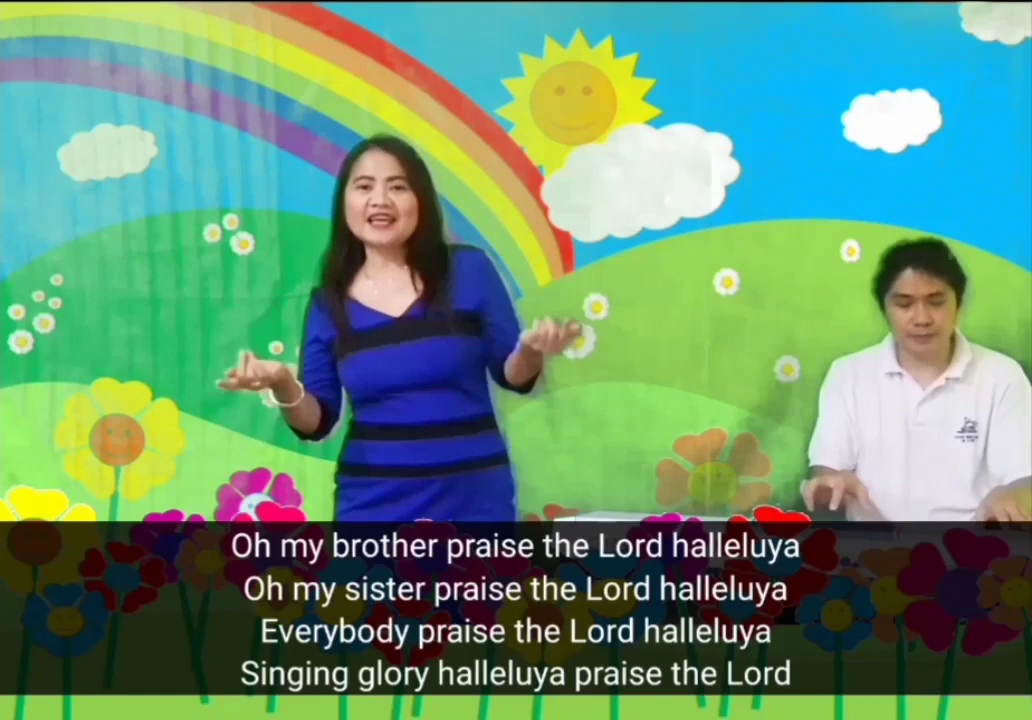 Oh my brother praise the Lord halleluya
Oh my sister praise the Lord halleluya
Everybody praise the Lord halleluya
Singing glory halleluya praise the Lord